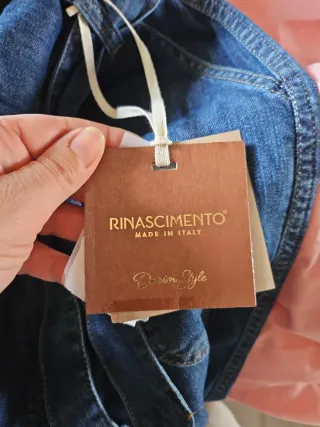 RINASCIMENTO®
MADE IN ITALY
Denim Style